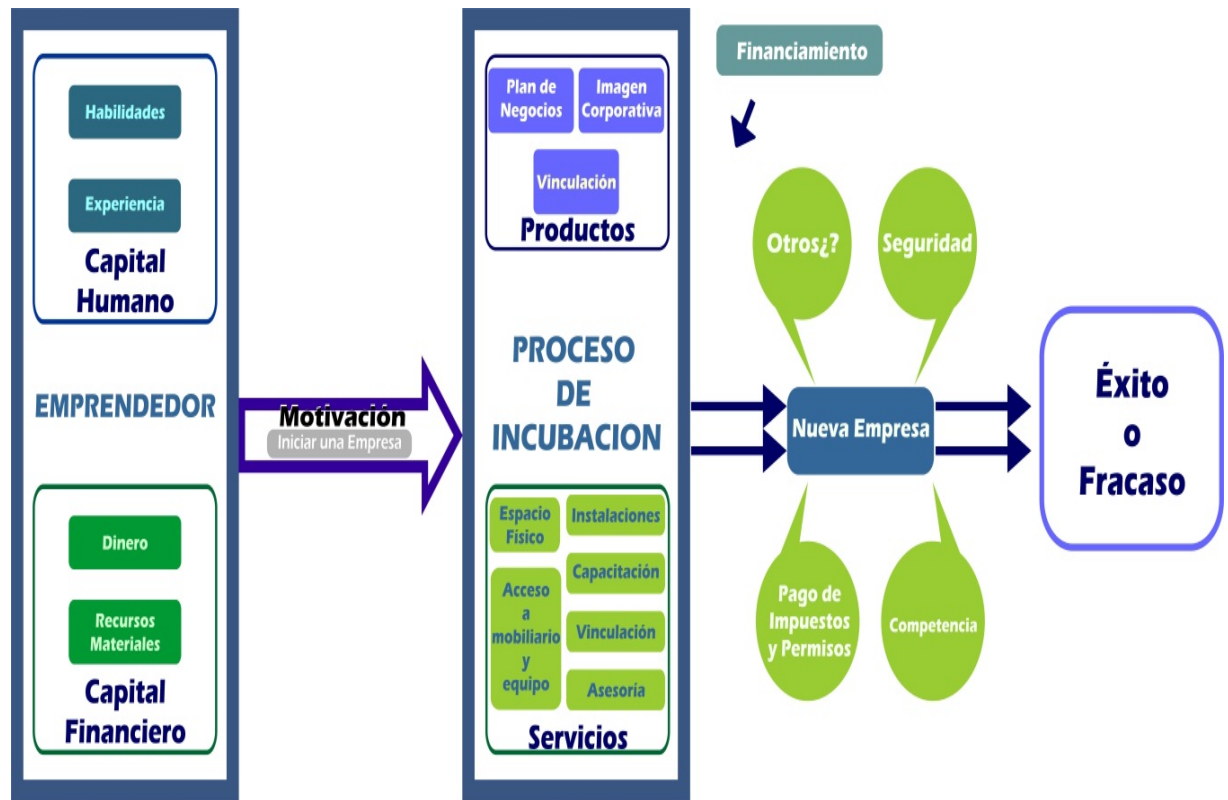 Habilidades
Experiencia
Capital
Humano
EMPRENDEDOR
Dinero
Recursos
Materiales
Capital
Financiero
Motivación
Iniciar una Empresa
Plan de
Negocios
Imagen
Corporativa
Vinculación
Productos
PROCESO
DE
INCUBACION
Espacio
Físico
Instalaciones
Acceso
a
mobiliario
y
equipo
Capacitación
Vinculación
Asesoría
Servicios
Financiamiento
Otros¿?
Seguridad
Nueva Empresa
Pago de
Impuestos
y Permisos
Competencia
Éxito
o
Fracaso